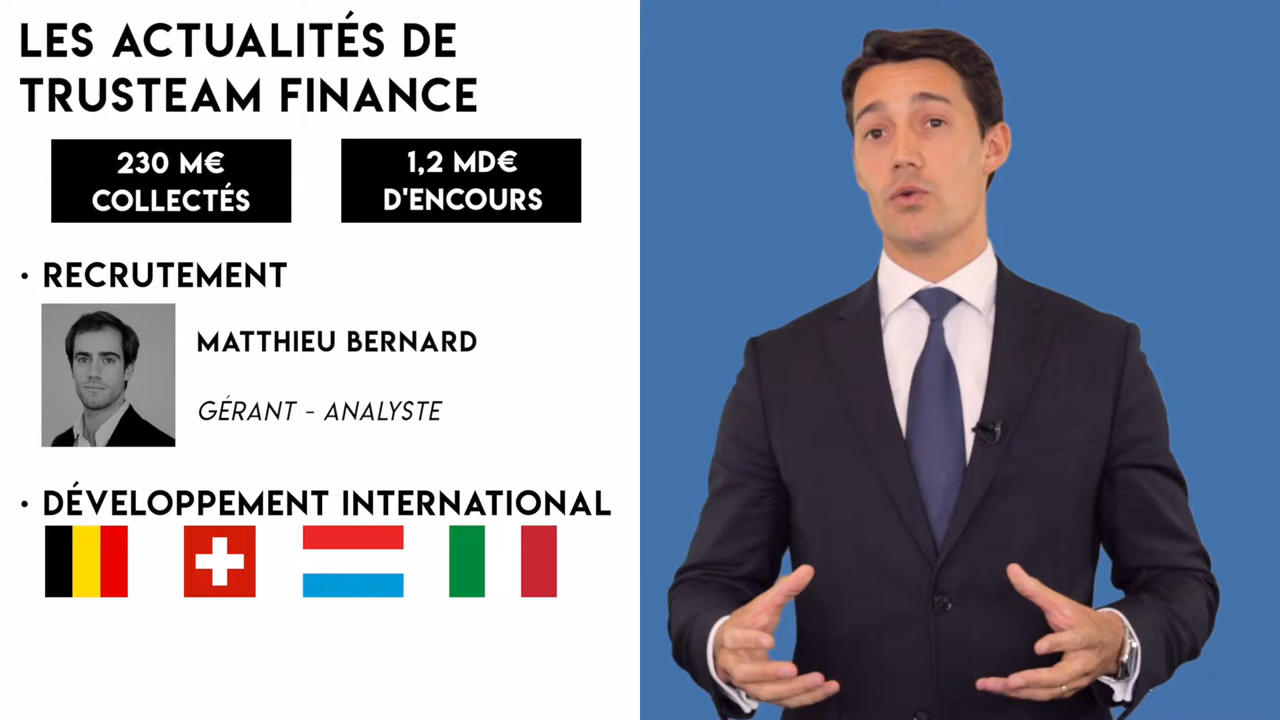 LES ACTUALITÉS DE
TRUSTEAM FINANCE
230 M€
COLLECTÉS
1,2 MD€
D'ENCOURS
• RECRUTEMENT
MATTHIEU BERNARD
GÉRANT - ANALYSTE
• DÉVELOPPEMENT INTERNATIONAL